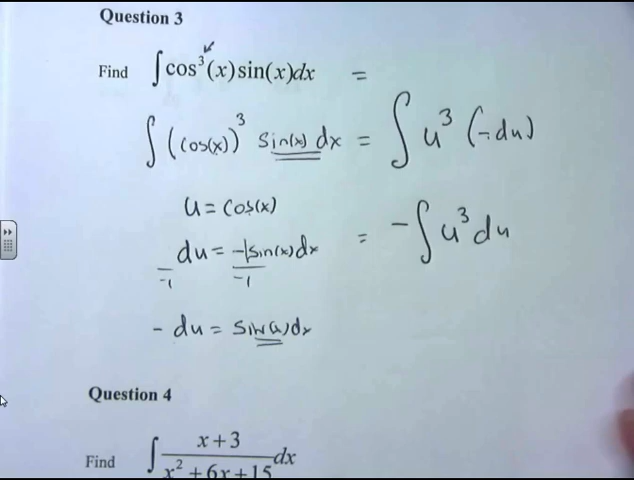 Question 3
Find ∫cos³(x)sin(x)dx =
∫(cos(x))³ sin(x) dx = ∫u³(-du)
u = cos(x)
du = -1sin(x)dx = -∫u³du
-1 -1
- du = sin(x)dx
Question 4
Find ∫ x+3 / x² + 6x + 15 dx